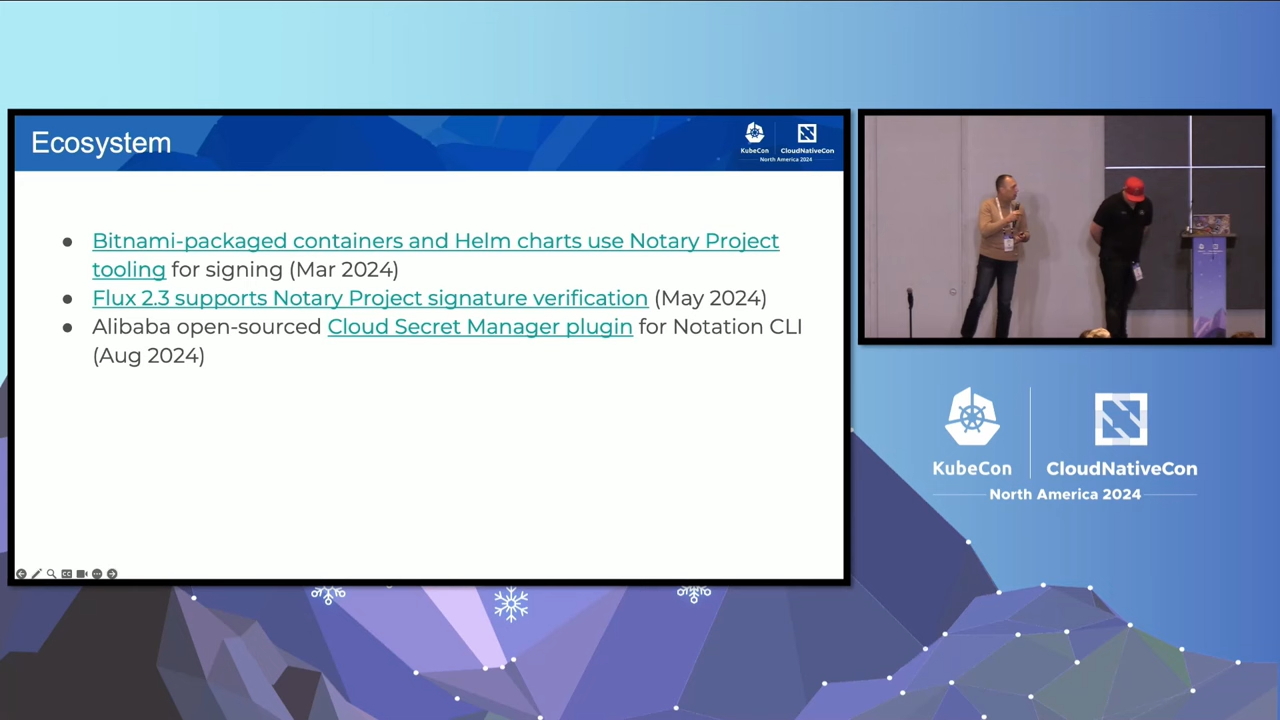 Ecosystem
KubeCon
CloudNativeCon
North America 2024
● Bitnami-packaged containers and Helm charts use Notary Project
tooling for signing (Mar 2024)
● Flux 2.3 supports Notary Project signature verification (May 2024)
● Alibaba open-sourced Cloud Secret Manager plugin for Notation CLI
(Aug 2024)
KubeCon
CloudNativeCon
North America 2024